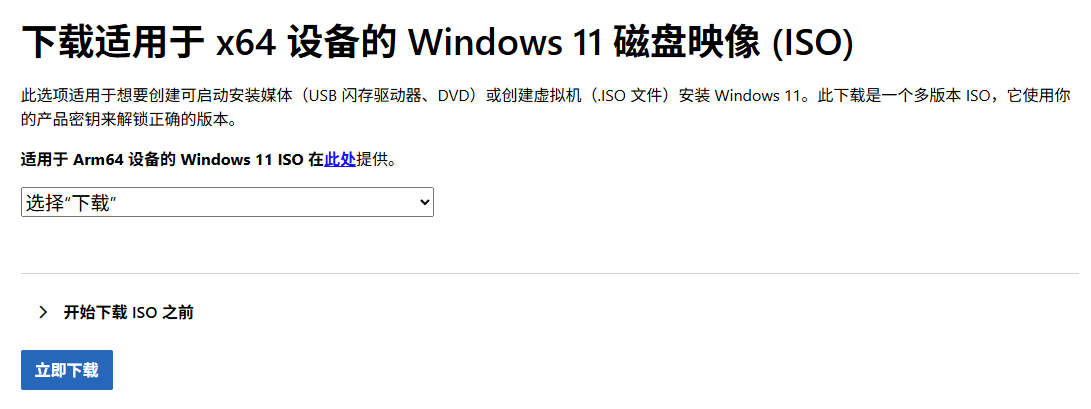 下载适用于 x64 设备的 Windows 11 磁盘映像 (ISO)
此选项适用于想要创建可启动安装媒体（USB 闪存驱动器、DVD）或创建虚拟机（.ISO 文件）安装 Windows 11。此下载是一个多版本 ISO，它使用你
的产品密钥来解锁正确的版本。
适用于 Arm64 设备的 Windows 11 ISO 在此处提供。
选择“下载”
开始下载 ISO 之前
立即下载